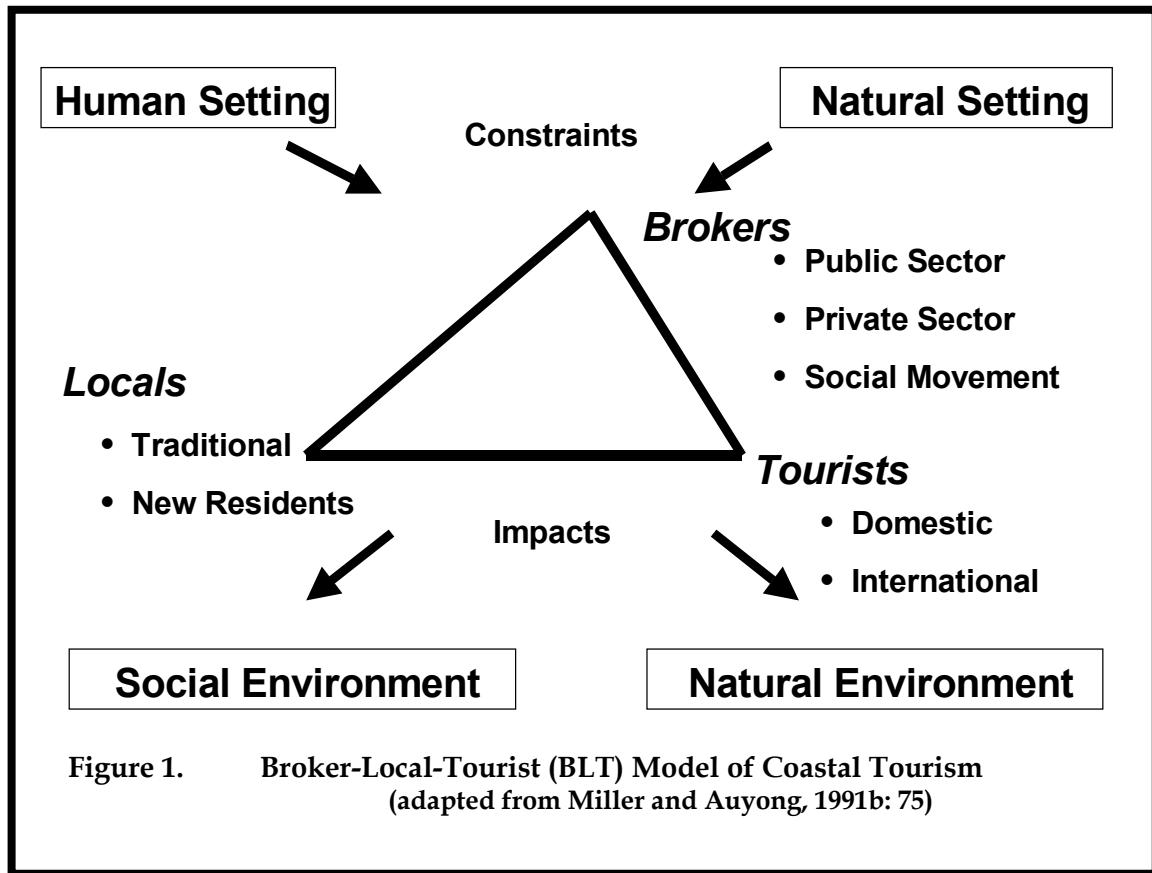 Human Setting
Natural Setting
Constraints
Brokers
• Public Sector
• Private Sector
• Social Movement
Locals
• Traditional
• New Residents
Tourists
• Domestic
• International
Impacts
Social Environment
Natural Environment
Figure 1. Broker-Local-Tourist (BLT) Model of Coastal Tourism
(adapted from Miller and Auyong, 1991b: 75)